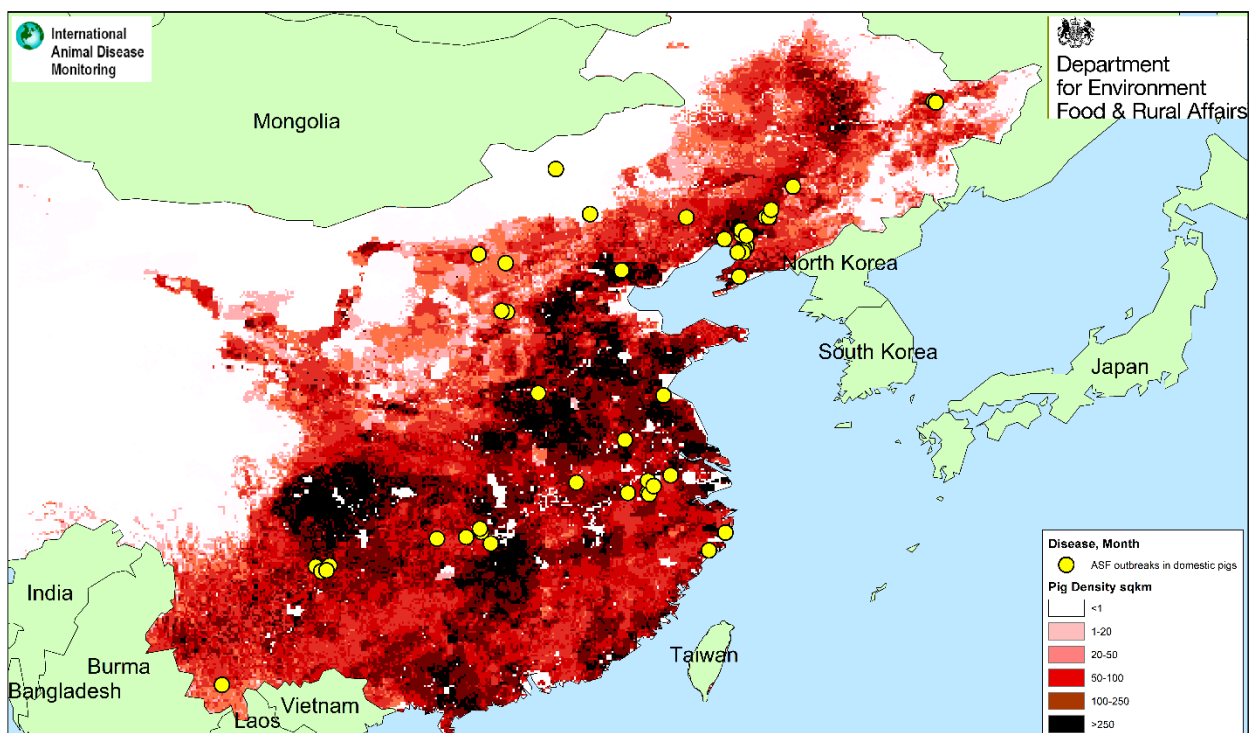 International
Animal Disease
Monitoring
Department
for Environment
Food & Rural Affairs
Mongolia
North Korea
South Korea
Japan
Taiwan
India
Burma
Bangladesh
Laos
Vietnam
Disease, Month
ASF outbreaks in domestic pigs
Pig Density sqkm
<1
1-20
20-50
50-100
100-250
>250